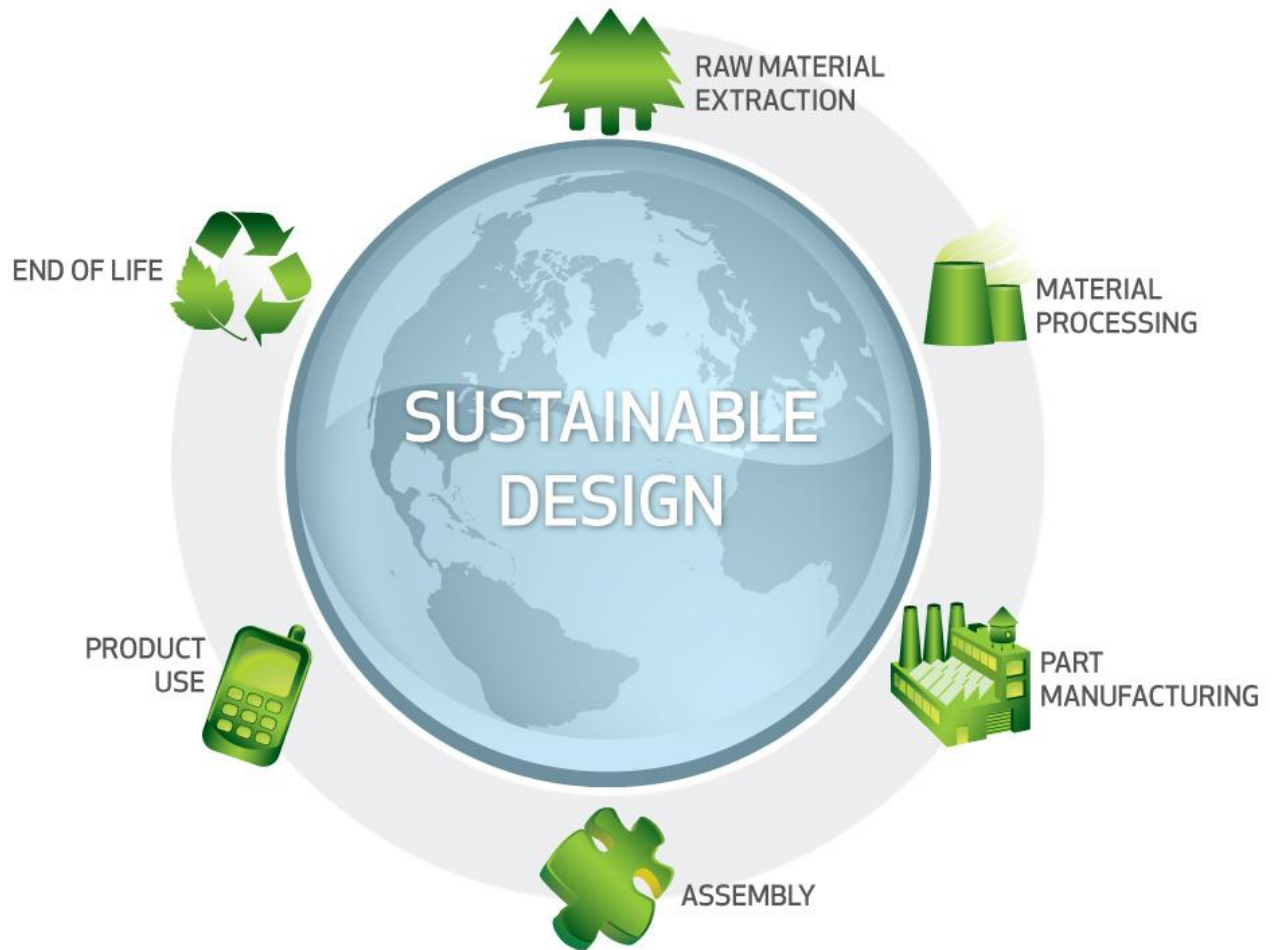 RAW MATERIAL
EXTRACTION
MATERIAL
PROCESSING
PART
MANUFACTURING
ASSEMBLY
PRODUCT
USE
END OF LIFE
SUSTAINABLE
DESIGN